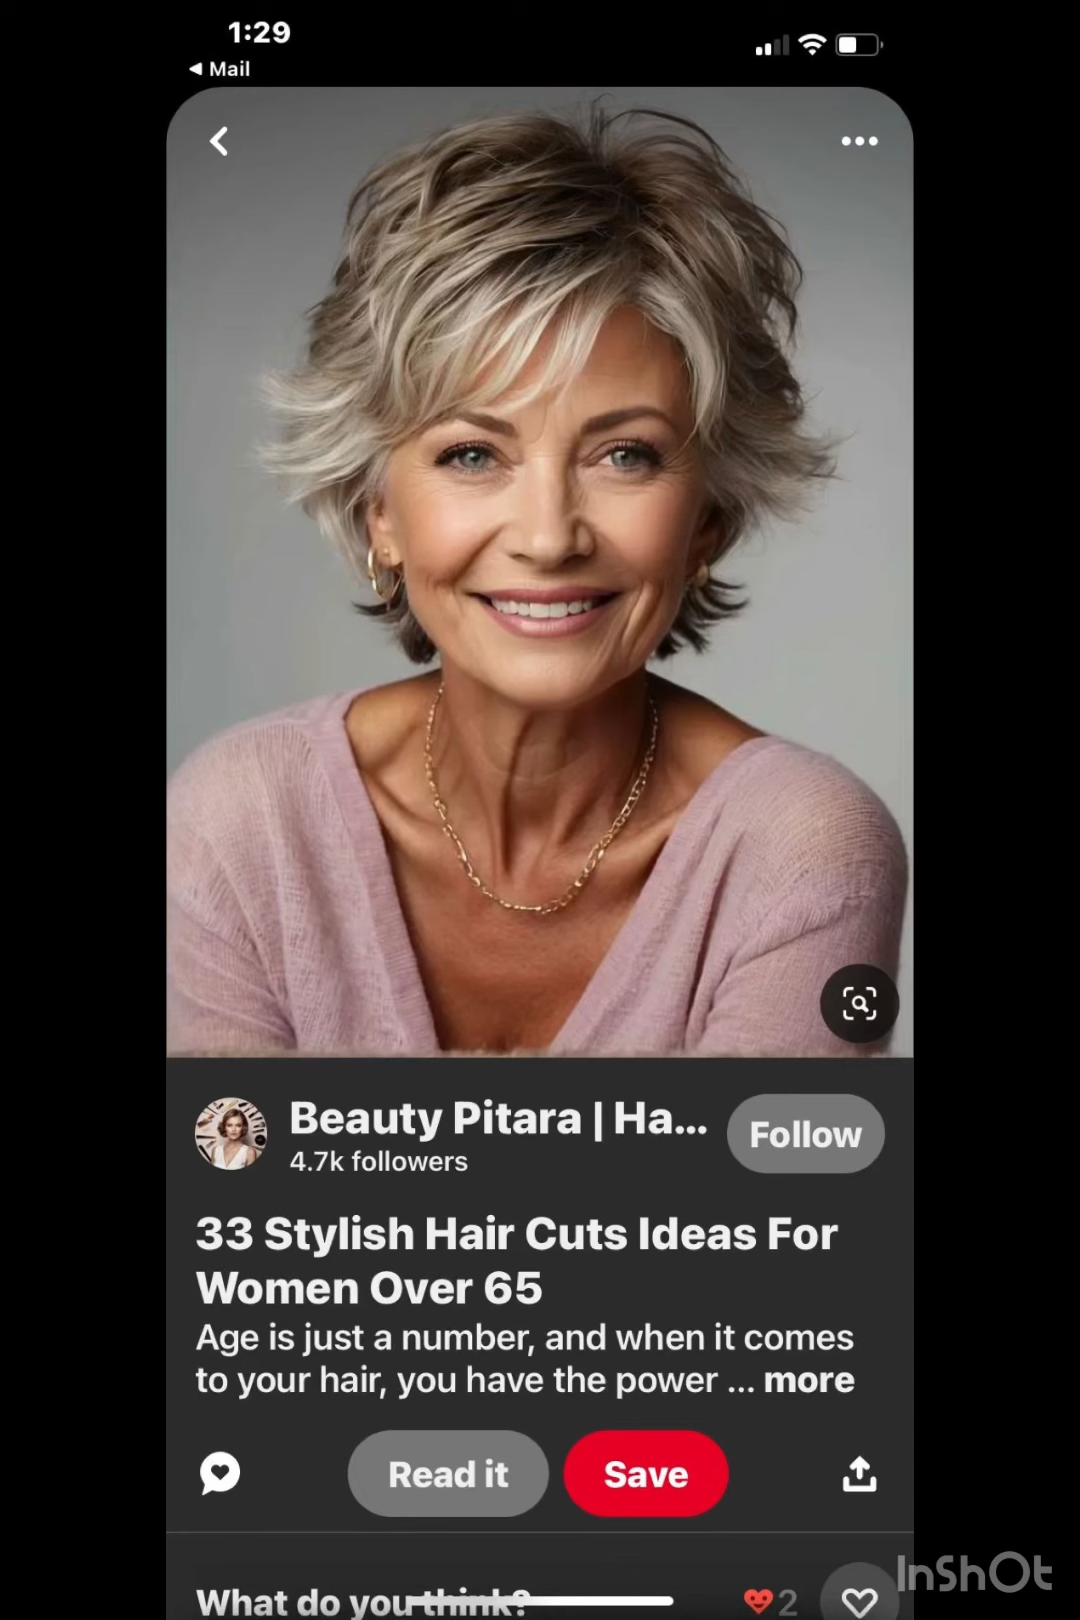 1:29
◀ Mail
Beauty Pitara | Ha...
Follow
4.7k followers
33 Stylish Hair Cuts Ideas For
Women Over 65
Age is just a number, and when it comes
to your hair, you have the power ... more
Read it
Save
What do you think?
2
InShOt